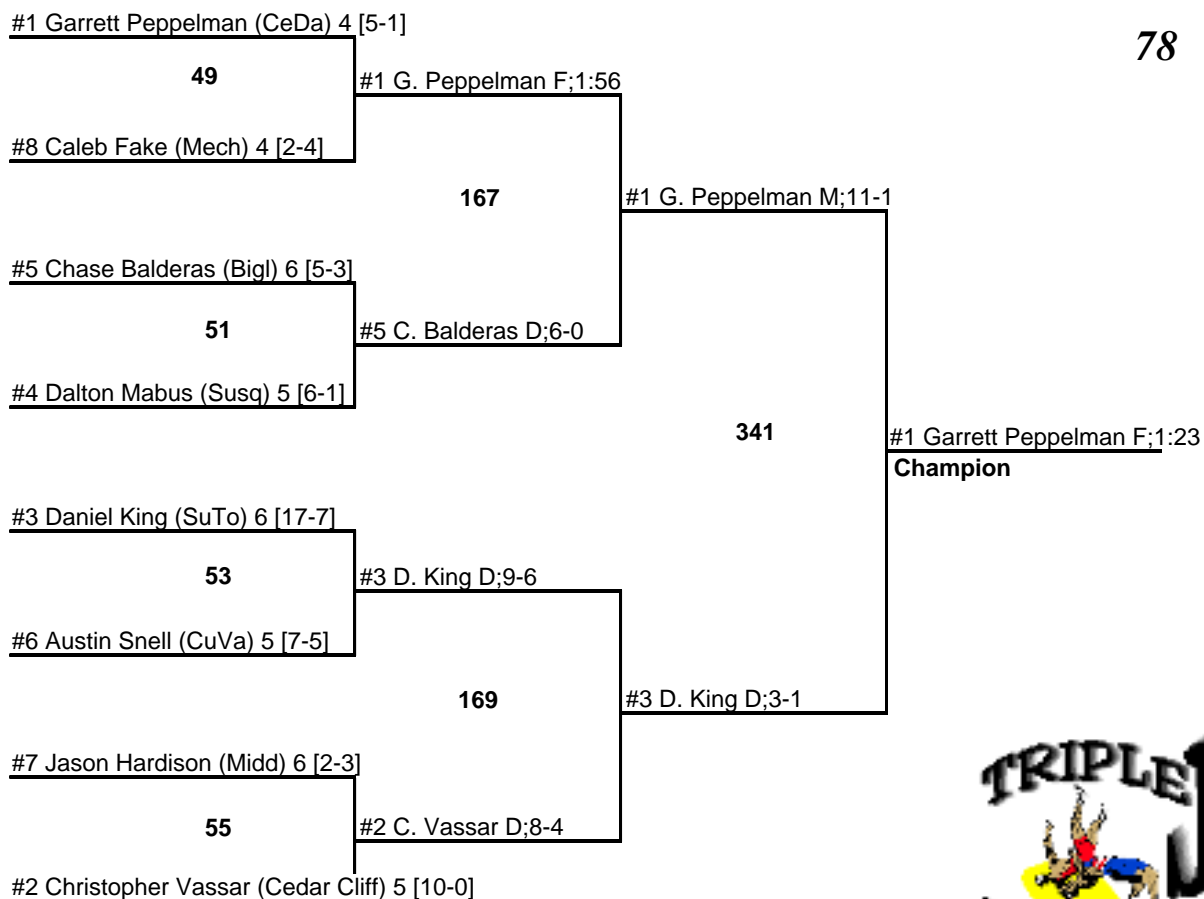 #1 Garrett Peppelman (CeDa) 4 [5-1]
78
49
#1 G. Peppelman F;1:56
#8 Caleb Fake (Mech) 4 [2-4]
167
#1 G. Peppelman M;11-1
#5 Chase Balderas (Bigl) 6 [5-3]
51
#5 C. Balderas D;6-0
#4 Dalton Mabus (Susq) 5 [6-1]
341
#1 Garrett Peppelman F;1:23
Champion
#3 Daniel King (SuTo) 6 [17-7]
53
#3 D. King D;9-6
#6 Austin Snell (CuVa) 5 [7-5]
169
#3 D. King D;3-1
#7 Jason Hardison (Midd) 6 [2-3]
55
#2 C. Vassar D;8-4
#2 Christopher Vassar (Cedar Cliff) 5 [10-0]
TRIPLE